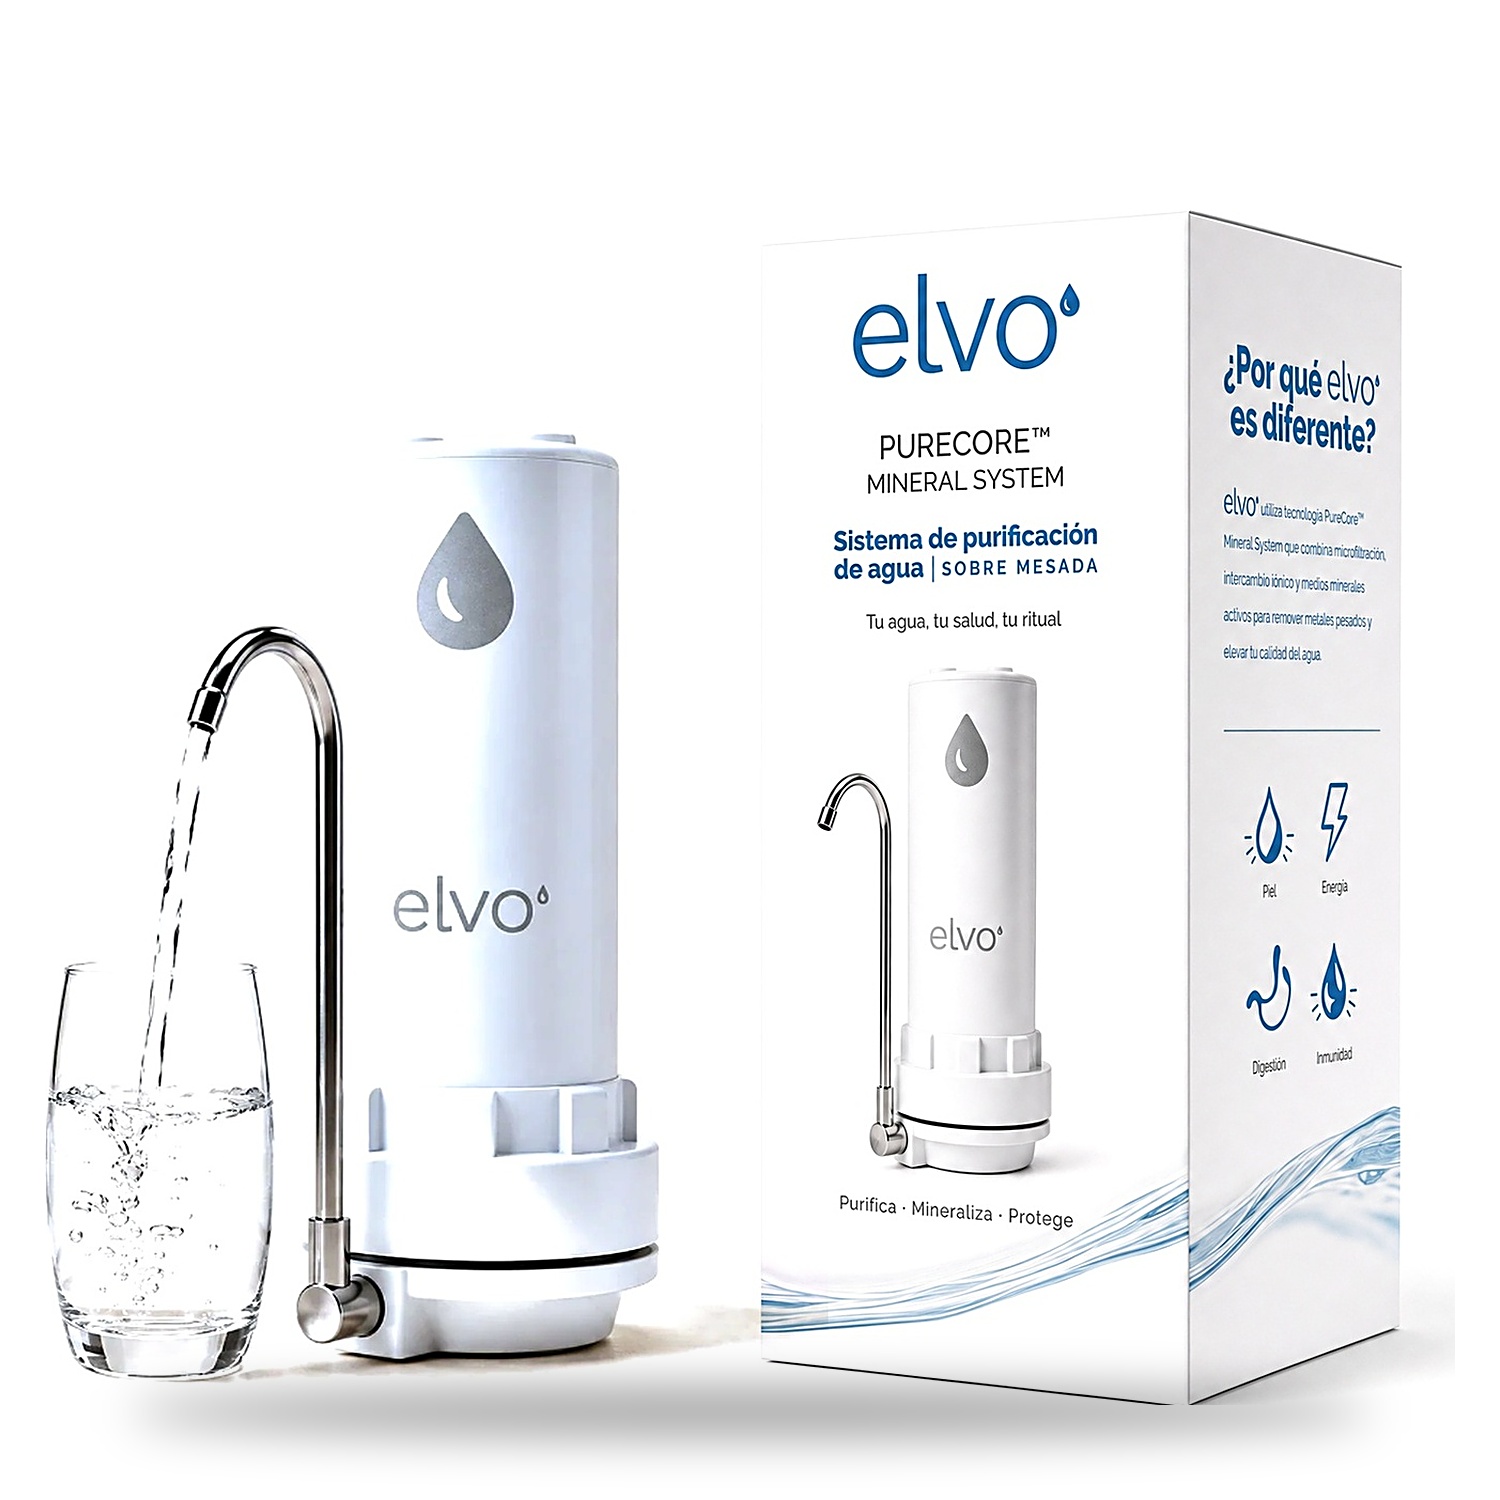 elvo
elvo
PURECORE™
MINERAL SYSTEM
Sistema de purificación
de agua | SOBRE MESADA
Tu agua, tu salud, tu ritual
elvo
Purifica · Mineraliza · Protege
¿Por qué elvo
es diferente?
elvo utiliza tecnología PureCore™
Mineral System que combina microfiltración,
intercambio iónico y medios minerales
activos para remover metales pesados y
elevar tu calidad del agua.
Piel
Energía
Digestión
Inmunidad